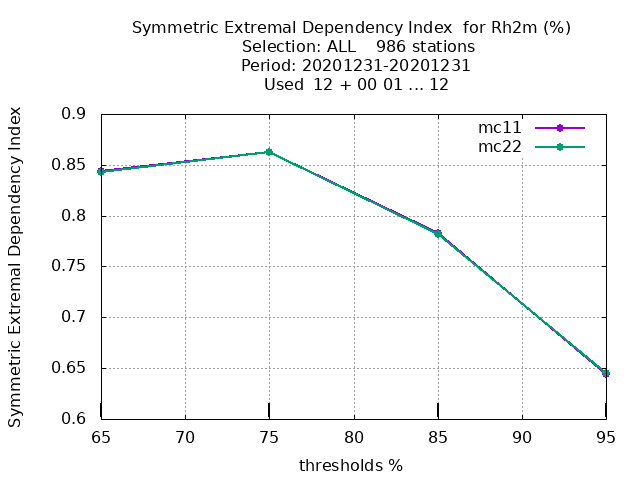 Symmetric Extremal Dependency Index  for Rh2m (%)
Selection: ALL    986 stations
Period: 20201231-20201231
Used  12 + 00 01 ... 12
Symmetric Extremal Dependency Index
0.9
0.85
0.8
0.75
0.7
0.65
0.6
mc11
mc22
65 70 75 80 85 90 95
thresholds %